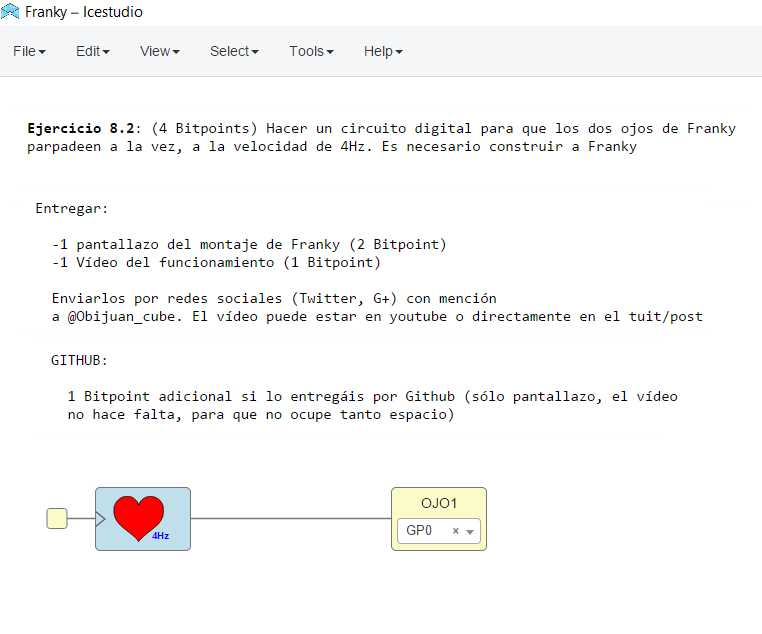 Franky – Icestudio
File Edit View Select Tools Help
Ejercicio 8.2: (4 Bitpoints) Hacer un circuito digital para que los dos ojos de Franky
parpadeen a la vez, a la velocidad de 4Hz. Es necesario construir a Franky
Entregar:
-1 pantallazo del montaje de Franky (2 Bitpoint)
-1 Vídeo del funcionamiento (1 Bitpoint)
Enviarlos por redes sociales (Twitter, G+) con mención
a @Obijuan_cube. El vídeo puede estar en youtube o directamente en el tuit/post
GITHUB:
1 Bitpoint adicional si lo entregáis por Github (sólo pantallazo, el vídeo
no hace falta, para que no ocupe tanto espacio)
OJO1
4Hz
GP0 ×